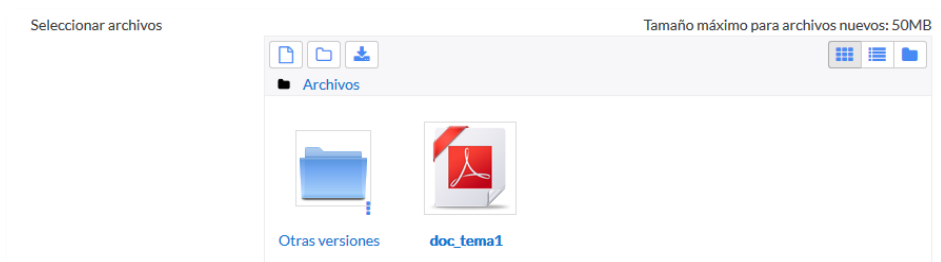 Seleccionar archivos
Tamaño máximo para archivos nuevos: 50MB
Archivos
Otras versiones
doc_tema1